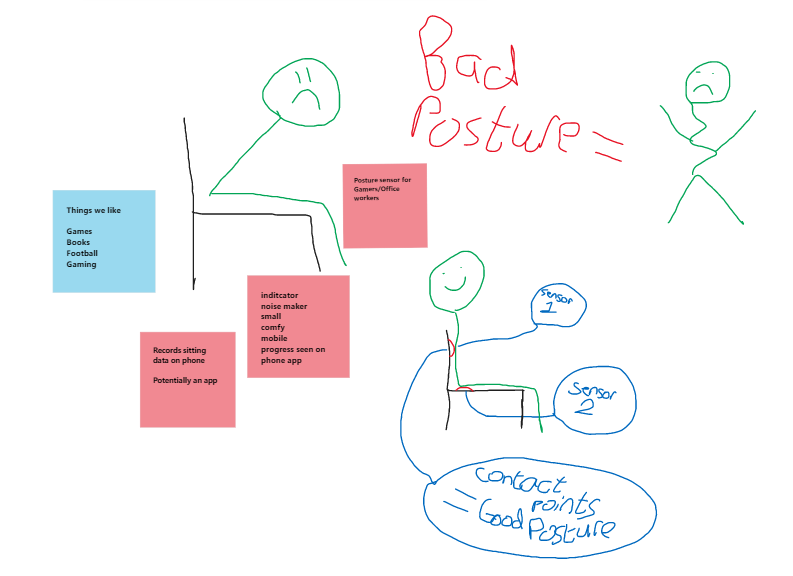 Bad
Posture =
Posture sensor for
Gamers/Office
workers
Things we like
Games
Books
Football
Gaming
inditcator
noise maker
small
comfy
mobile
progress seen on
phone app
Records sitting
data on phone
Potentially an app
sensor
1
sensor
2
contact
= points
= Good
Posture